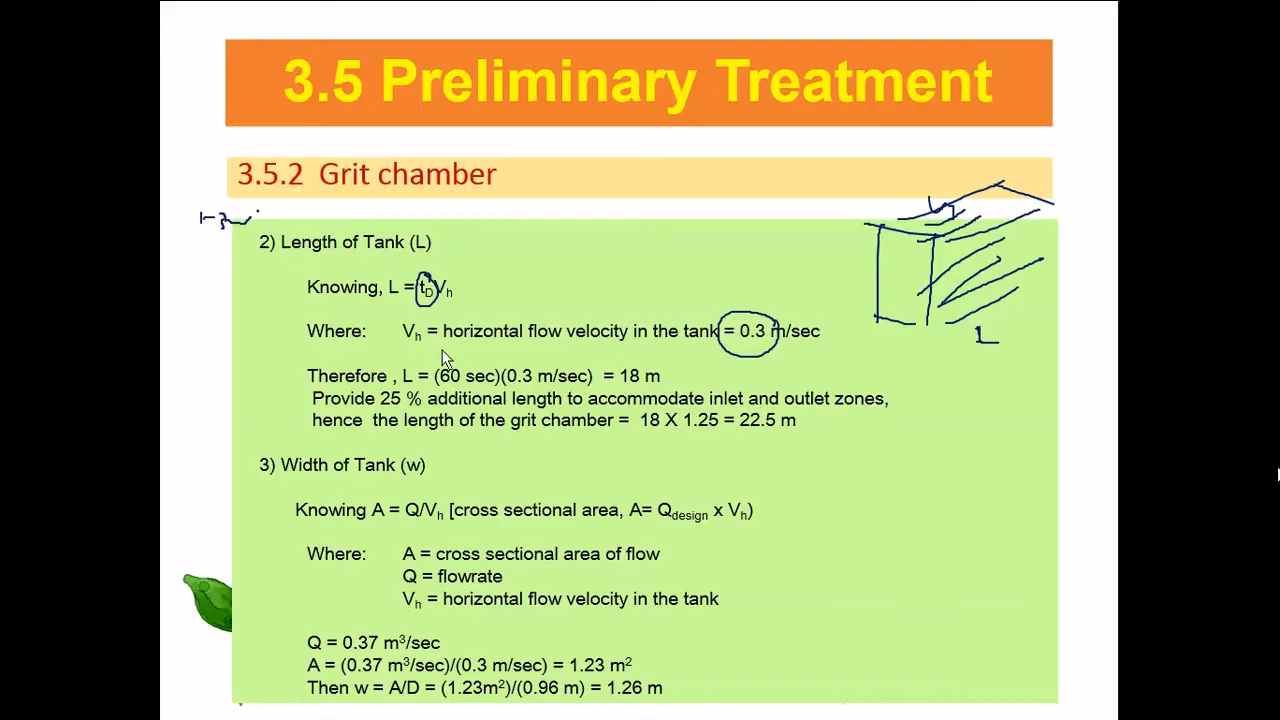 3.5 Preliminary Treatment
3.5.2 Grit chamber
2) Length of Tank (L)
Knowing, L = tDVh
Where: Vh = horizontal flow velocity in the tank = 0.3 m/sec
Therefore , L = (60 sec)(0.3 m/sec) = 18 m
Provide 25 % additional length to accommodate inlet and outlet zones,
hence the length of the grit chamber = 18 X 1.25 = 22.5 m
L
3) Width of Tank (w)
Knowing A = Q/Vh [cross sectional area, A= Qdesign x Vh)
Where: A = cross sectional area of flow
Q = flowrate
Vh = horizontal flow velocity in the tank
Q = 0.37 m³/sec
A = (0.37 m³/sec)/(0.3 m/sec) = 1.23 m²
Then w = A/D = (1.23m²)/(0.96 m) = 1.26 m